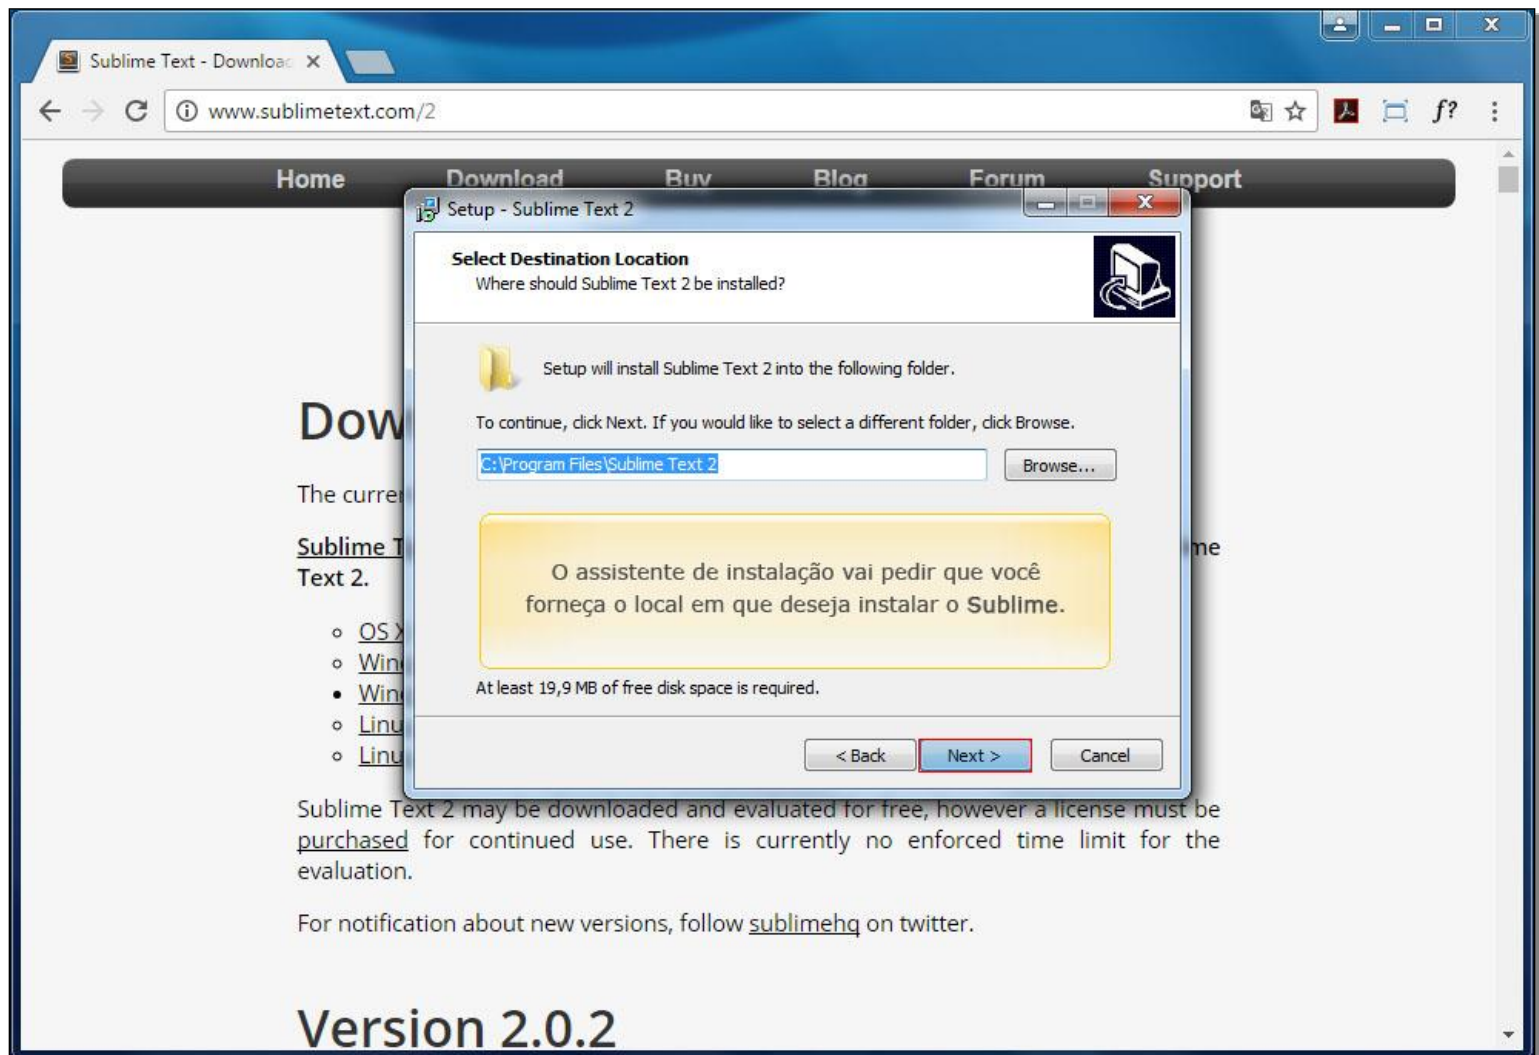 Sublime Text - Downloa
www.sublimetext.com/2
f?
Home Download Buy Blog Forum Support
Setup - Sublime Text 2
Select Destination Location
Where should Sublime Text 2 be installed?
Setup will install Sublime Text 2 into the following folder.
Dow
To continue, click Next. If you would like to select a different folder, click Browse.
C:\Program Files\Sublime Text 2
Browse...
The curre
Sublime T
me
Text 2.
O assistente de instalação vai pedir que você
forneça o local em que deseja instalar o Sublime.
OS X
Wind
Wind
Linu
Linu
At least 19,9 MB of free disk space is required.
< Back Next > Cancel
Sublime Text 2 may be downloaded and evaluated for free, however a license must be
purchased for continued use. There is currently no enforced time limit for the
evaluation.
For notification about new versions, follow sublimehq on twitter.
Version 2.0.2